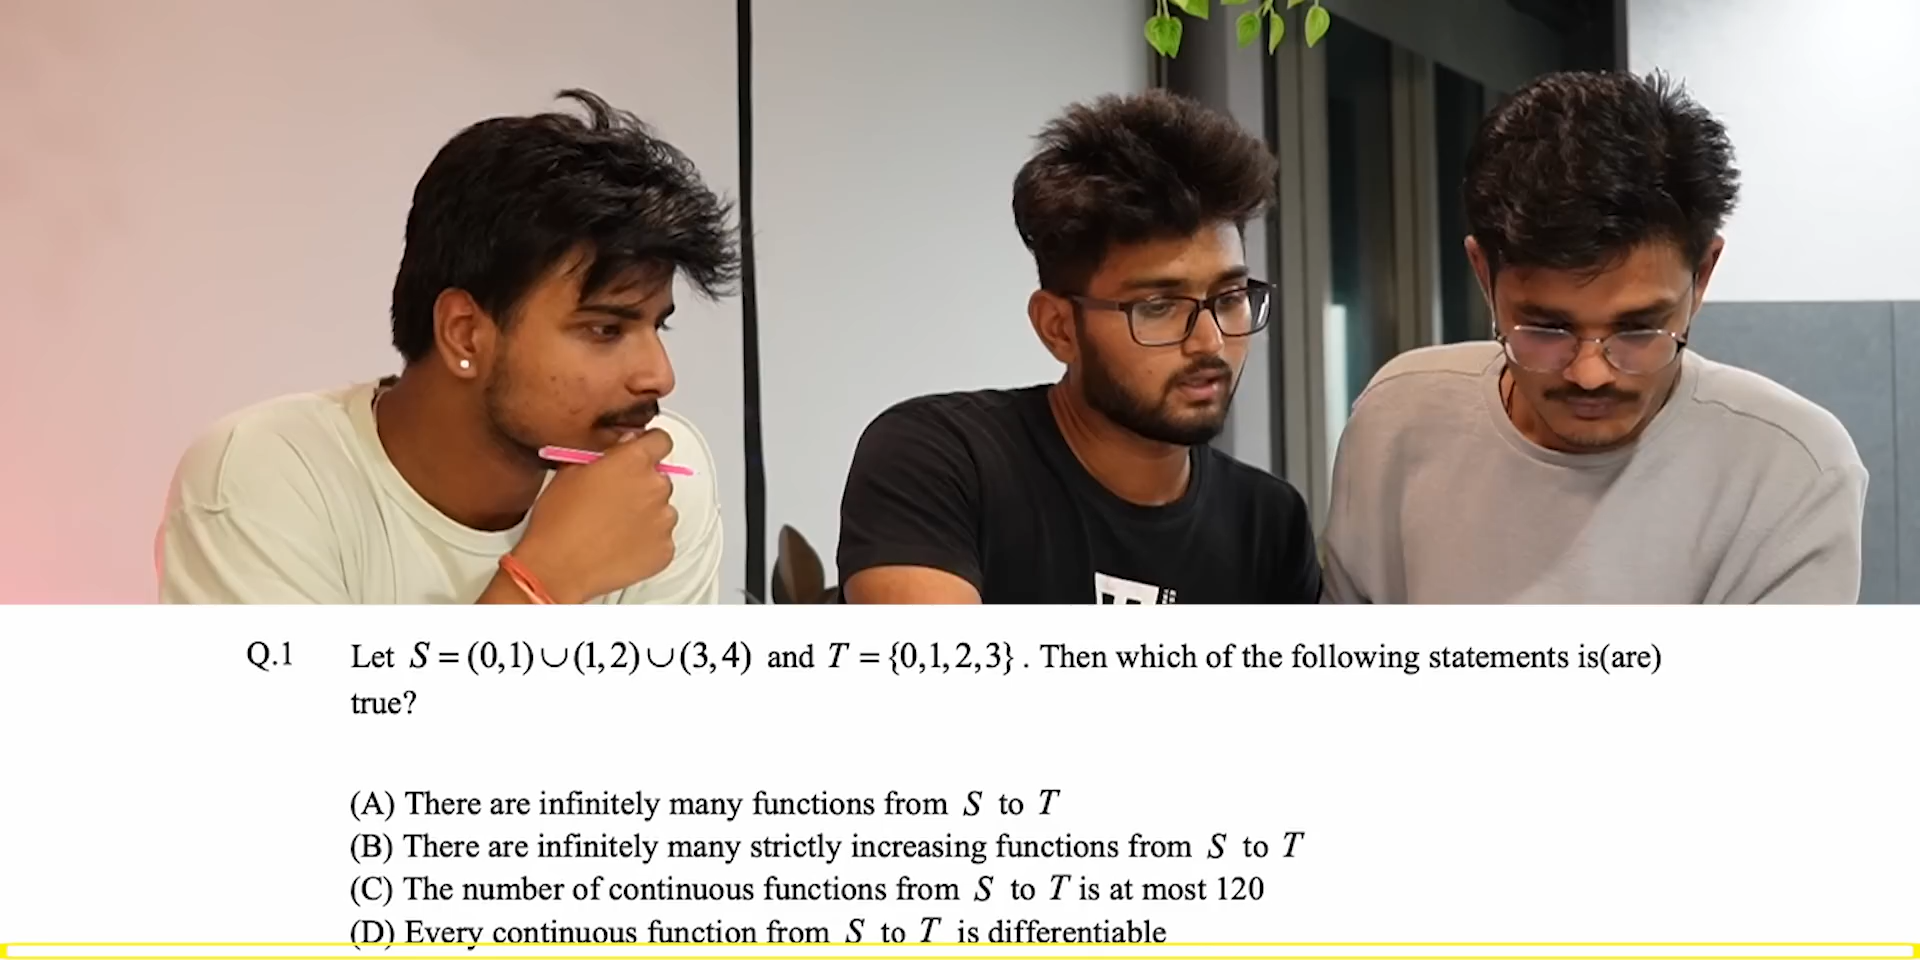 Q.1 Let S = (0,1)∪(1,2)∪(3,4) and T = {0,1,2,3}. Then which of the following statements is(are)
true?
(A) There are infinitely many functions from S to T
(B) There are infinitely many strictly increasing functions from S to T
(C) The number of continuous functions from S to T is at most 120
(D) Every continuous function from S to T is differentiable